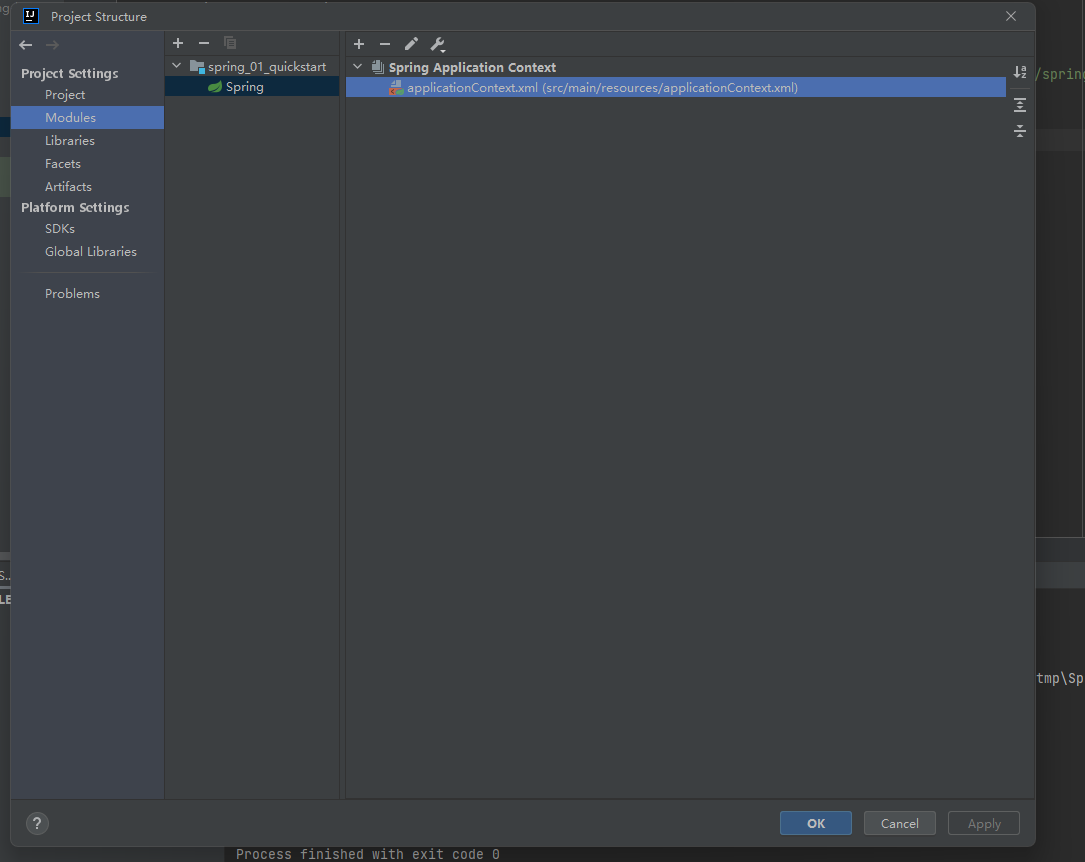 Project Structure
Project Settings
Project
Modules
Libraries
Facets
Artifacts
Platform Settings
SDKs
Global Libraries
Problems
spring_01_quickstart
Spring
Spring Application Context
applicationContext.xml (src/main/resources/applicationContext.xml)
?
OK
Cancel
Apply
/spring
S..
LE
tmp\Sp
Process finished with exit code 0